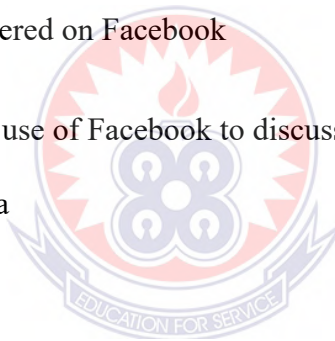 ered on Facebook
use of Facebook to discuss
a
EDUCATION FOR SERVICE